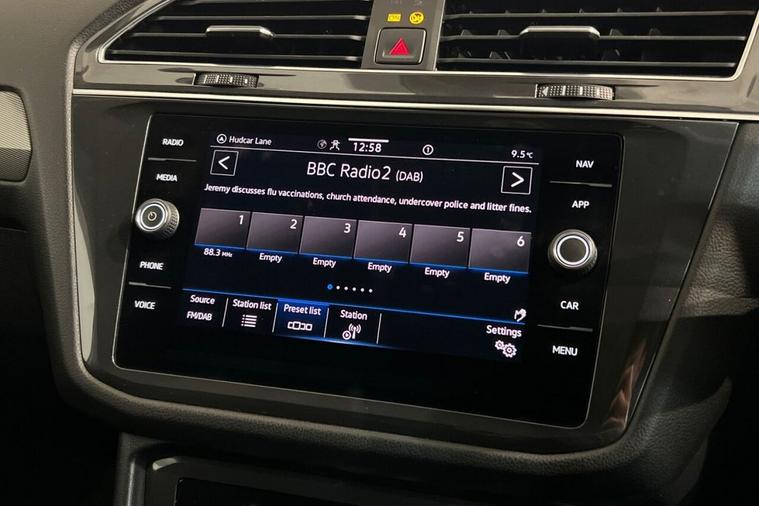 Hudcar Lane
12:58
9.5°C
RADIO
MEDIA
PHONE
VOICE
< BBC Radio2 (DAB) >
Jeremy discusses flu vaccinations, church attendance, undercover police and litter fines.
1 2 3 4 5 6
88.3 MHz Empty Empty Empty Empty Empty
Source Station list Preset list Station Settings
FM/DAB
NAV
APP
CAR
MENU